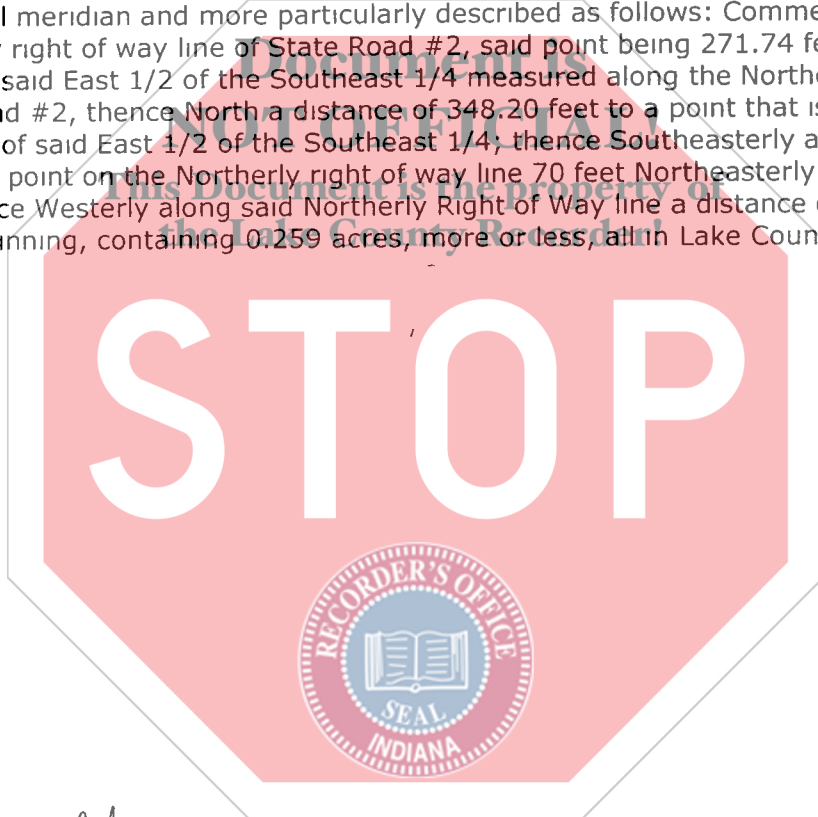 l meridian and more particularly described as follows: Comme
right of way line of State Road #2, said point being 271.74 fe
said East 1/2 of the Southeast 1/4 measured along the North
d #2, thence North a distance of 348.20 feet to a point that is
of said East 1/2 of the Southeast 1/4; thence Southeasterly a
point on the Northerly right of way line 70 feet Northeasterly
ce Westerly along said Northerly Right of Way line a distance
nning, containing 0.259 acres, more or less, all in Lake Coun
Document is
NOT OFFICIAL!
This Document is the property of
the Lake County Recorder!
STOP
RECORDER'S OFFICE
SEAL
INDIANA